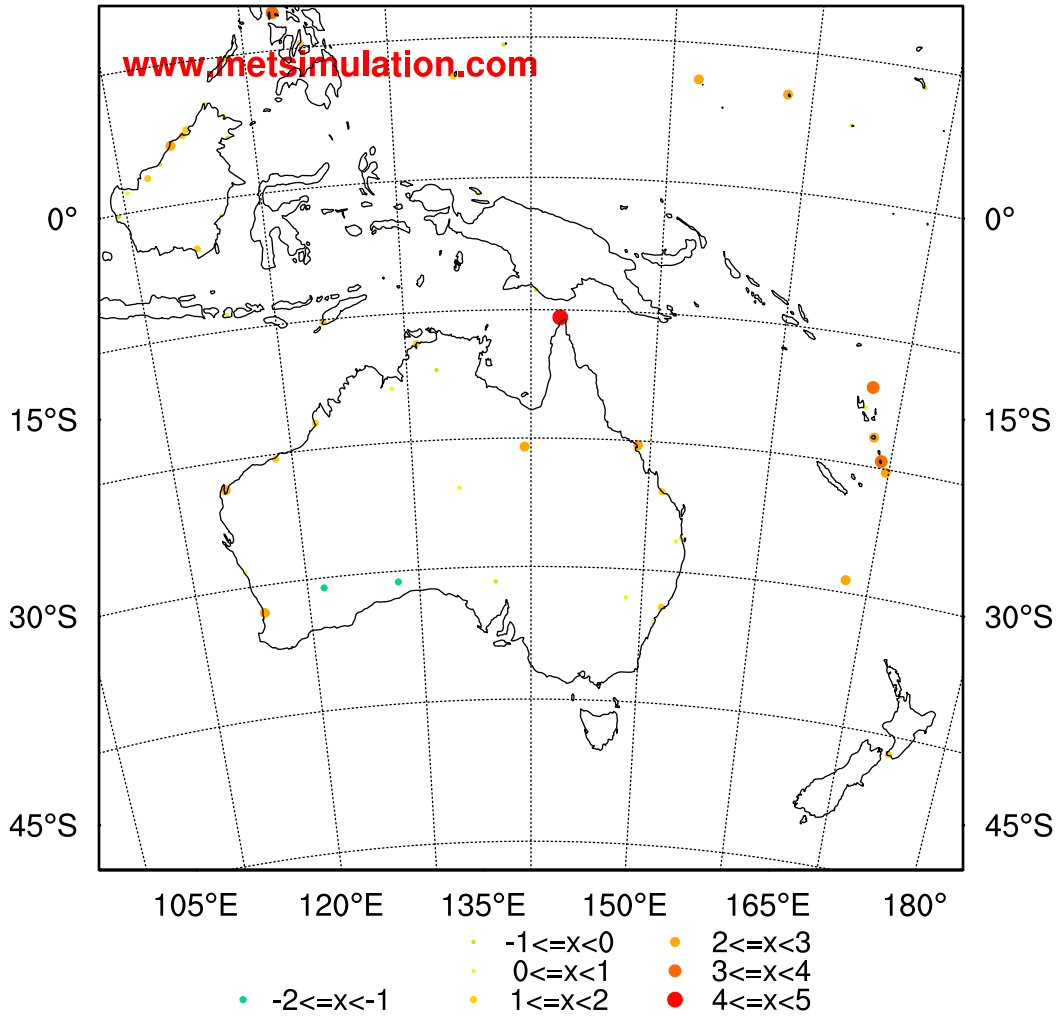 www.metsimulation.com
0° 0°
15°S 15°S
30°S 30°S
45°S 45°S
105°E 120°E 135°E 150°E 165°E 180°
-1<=x<0 2<=x<3
0<=x<1 3<=x<4
-2<=x<-1 1<=x<2 4<=x<5